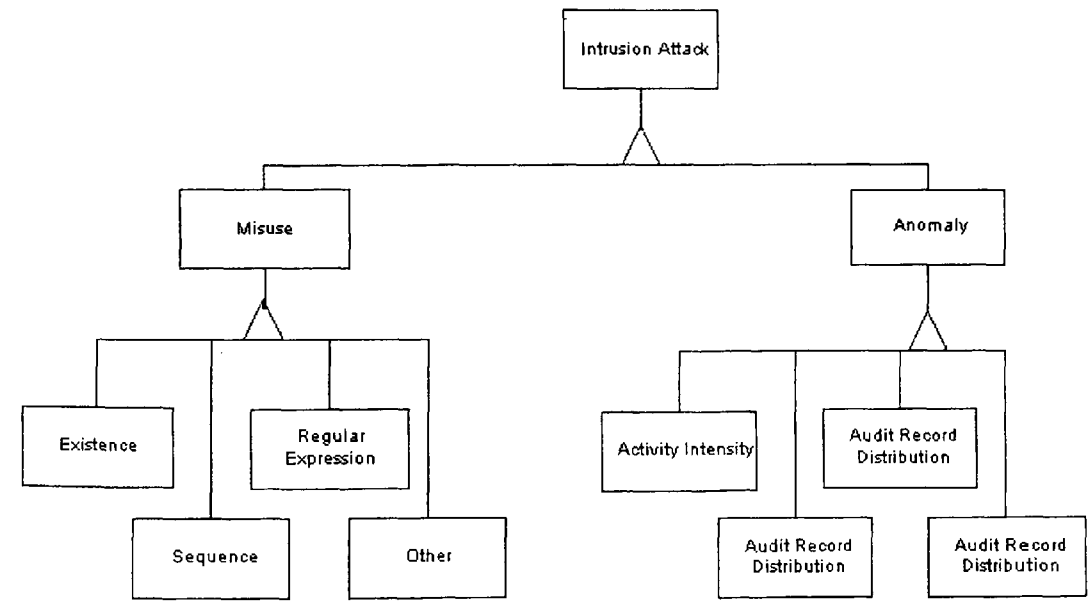 Intrusion Attack
Misuse
Anomaly
Existence
Regular
Expression
Activity Intensity
Audit Record
Distribution
Sequence
Other
Audit Record
Distribution
Audit Record
Distribution